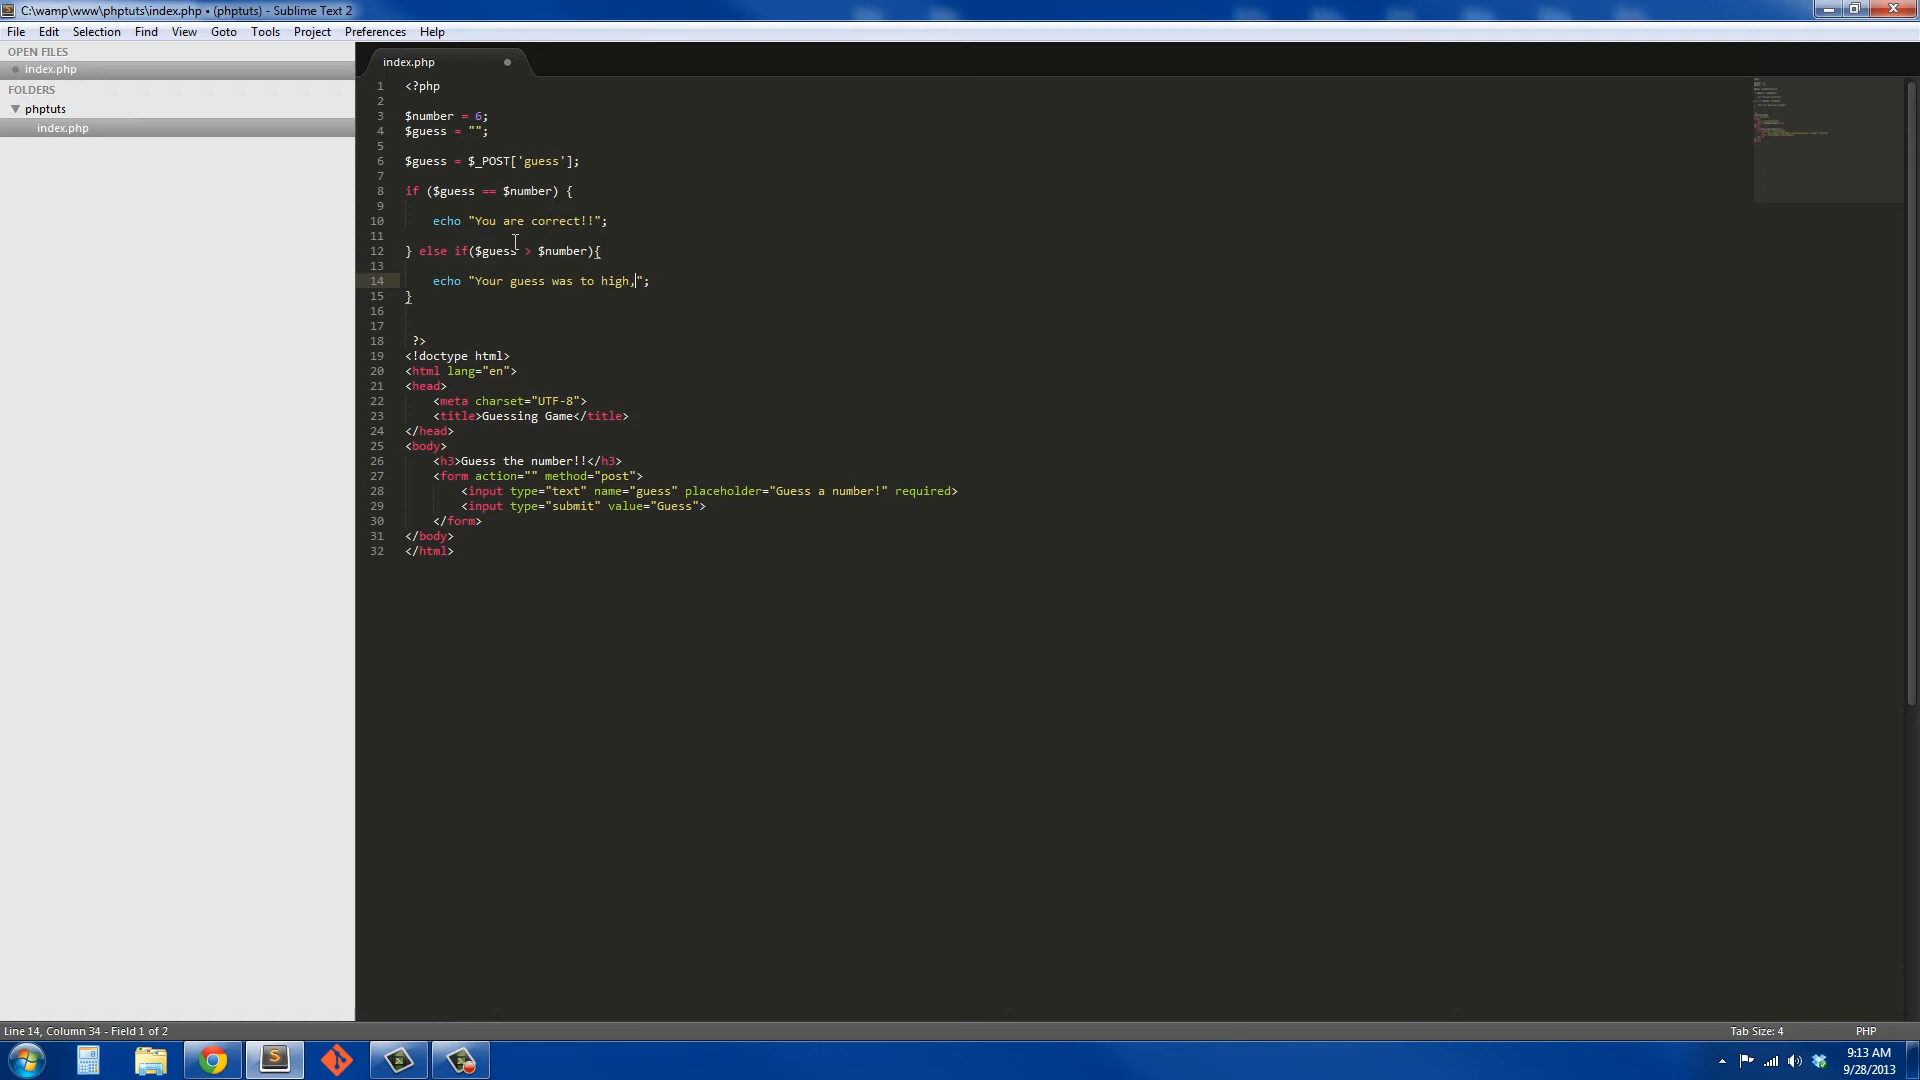 C:\wamp\www\phptuts\index.php • (phptuts) - Sublime Text 2
File Edit Selection Find View Goto Tools Project Preferences Help
OPEN FILES
index.php
FOLDERS
phptuts
index.php
index.php
1 <?php
2
3 $number = 6;
4 $guess = "";
5
6 $guess = $_POST['guess'];
7
8 if ($guess == $number) {
9
10 echo "You are correct!!";
11
12 } else if($guess > $number){
13
14 echo "Your guess was to high,";
15 }
16
17
18 ?>
19 <!doctype html>
20 <html lang="en">
21 <head>
22 <meta charset="UTF-8">
23 <title>Guessing Game</title>
24 </head>
25 <body>
26 <h3>Guess the number!!</h3>
27 <form action="" method="post">
28 <input type="text" name="guess" placeholder="Guess a number!" required>
29 <input type="submit" value="Guess">
30 </form>
31 </body>
32 </html>
Line 14, Column 34 - Field 1 of 2
Tab Size: 4 PHP
9:13 AM
9/28/2013